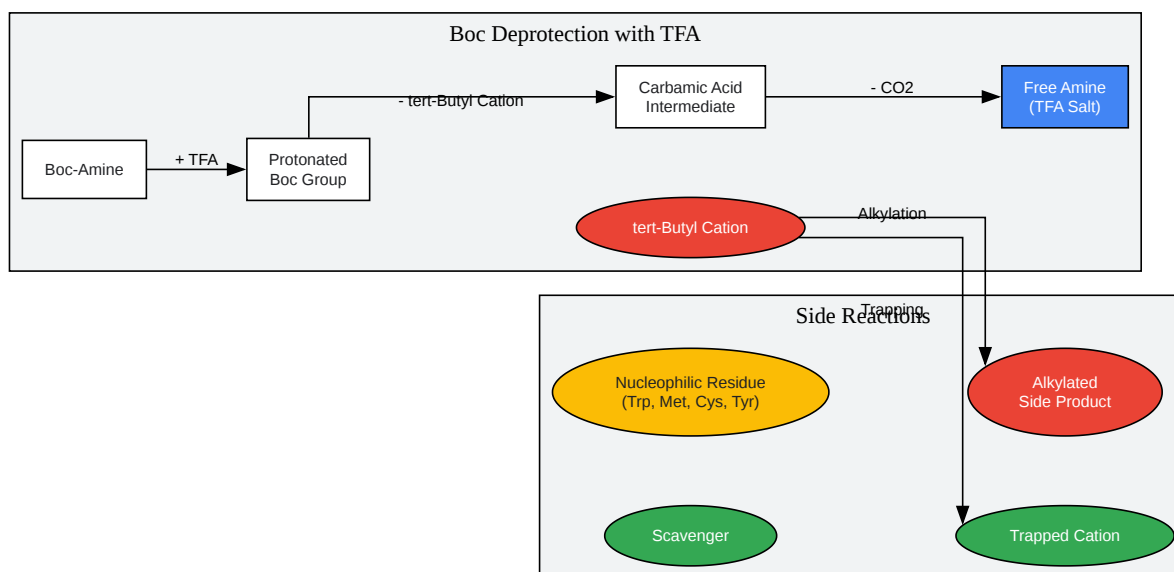 Boc Deprotection with TFA
Boc-Amine
+ TFA
Protonated
Boc Group
- tert-Butyl Cation
Carbamic Acid
Intermediate
- CO2
Free Amine
(TFA Salt)
tert-Butyl Cation
Alkylation
Trapping
Side Reactions
Nucleophilic Residue
(Trp, Met, Cys, Tyr)
Alkylated
Side Product
Scavenger
Trapped Cation